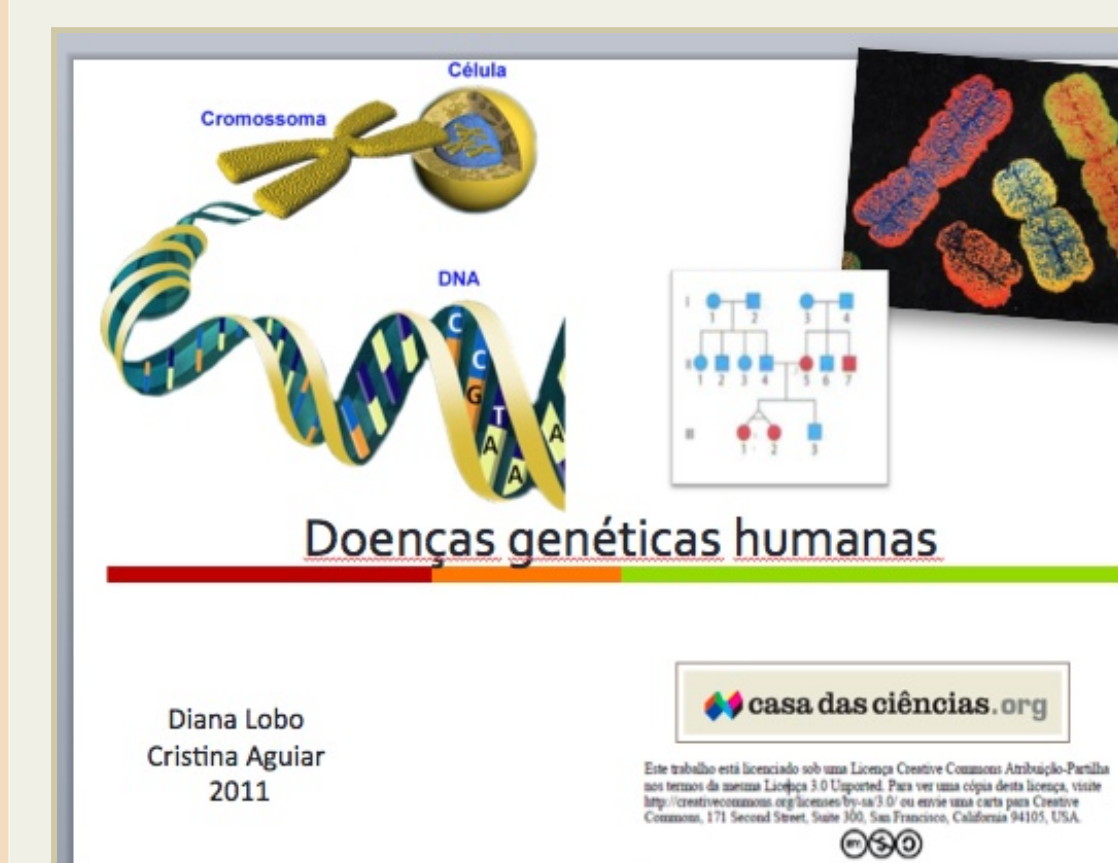 Célula
Cromossoma
DNA
C
C
G
T
A
A
A
A
I
1 2 3 4
II
1 2 3 4 5 6 7
III
1 2 3
Doenças genéticas humanas
Diana Lobo
Cristina Aguiar
2011
casa das ciências.org
Este trabalho está licenciado sob uma Licença Creative Commons Atribuição-Partilha
nos termos da mesma Licença 3.0 Unported. Para ver uma cópia desta licença, visite
http://creativecommons.org/licenses/by-sa/3.0/ ou envie uma carta para Creative
Commons, 171 Second Street, Suite 300, San Francisco, California 94105, USA.
BY: